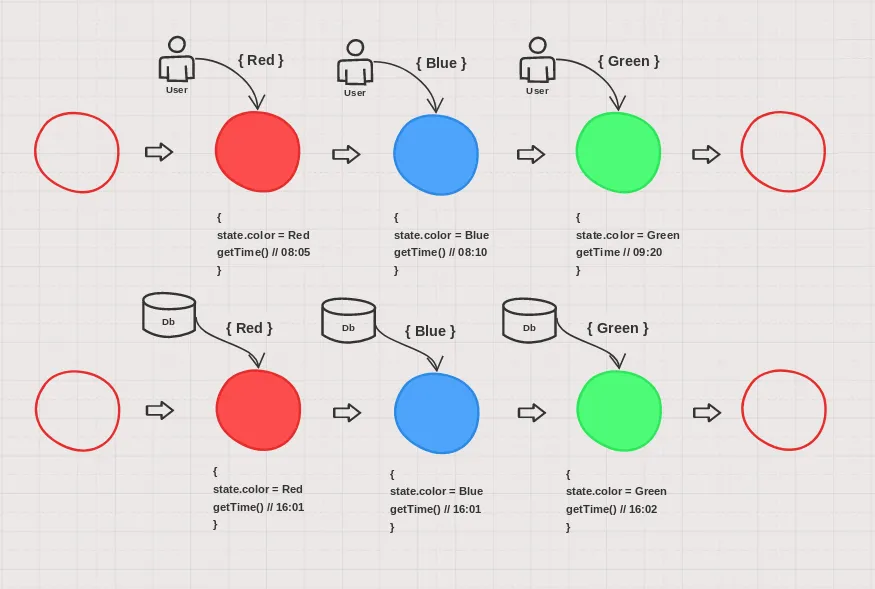 { Red }
User
{ Blue }
User
{ Green }
User
{
state.color = Red
getTime() // 08:05
}
{
state.color = Blue
getTime() // 08:10
}
{
state.color = Green
getTime // 09:20
}
Db
{ Red }
Db
{ Blue }
Db
{ Green }
{
state.color = Red
getTime() // 16:01
}
{
state.color = Blue
getTime() // 16:01
}
{
state.color = Green
getTime() // 16:02
}